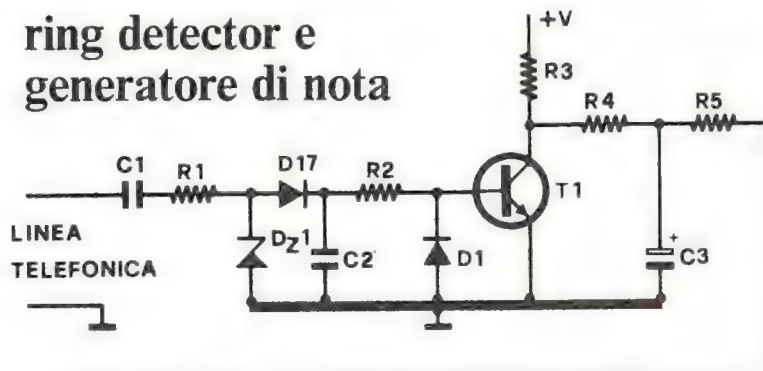 ring detector e
generatore di nota
+V
R3
R4
R5
C1
R1
D17
R2
T1
LINEA
TELEFONICA
DZ1
C2
D1
+
C3